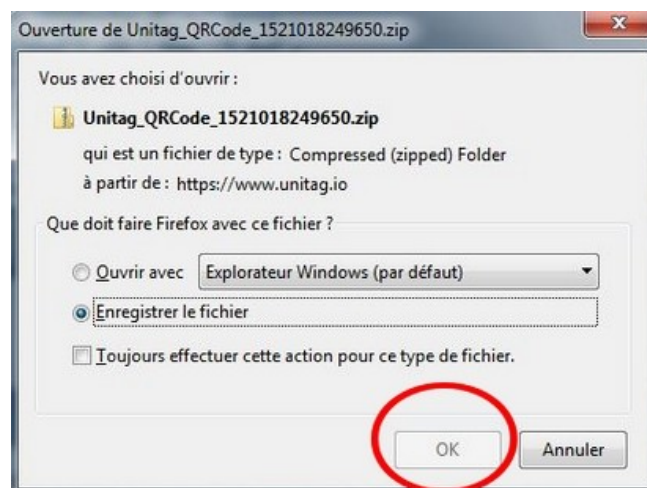 Ouverture de Unitag_QRCode_1521018249650.zip
Vous avez choisi d'ouvrir :
Unitag_QRCode_1521018249650.zip
qui est un fichier de type : Compressed (zipped) Folder
à partir de : https://www.unitag.io
Que doit faire Firefox avec ce fichier ?
Ouvrir avec Explorateur Windows (par défaut)
Enregistrer le fichier
Toujours effectuer cette action pour ce type de fichier.
OK Annuler